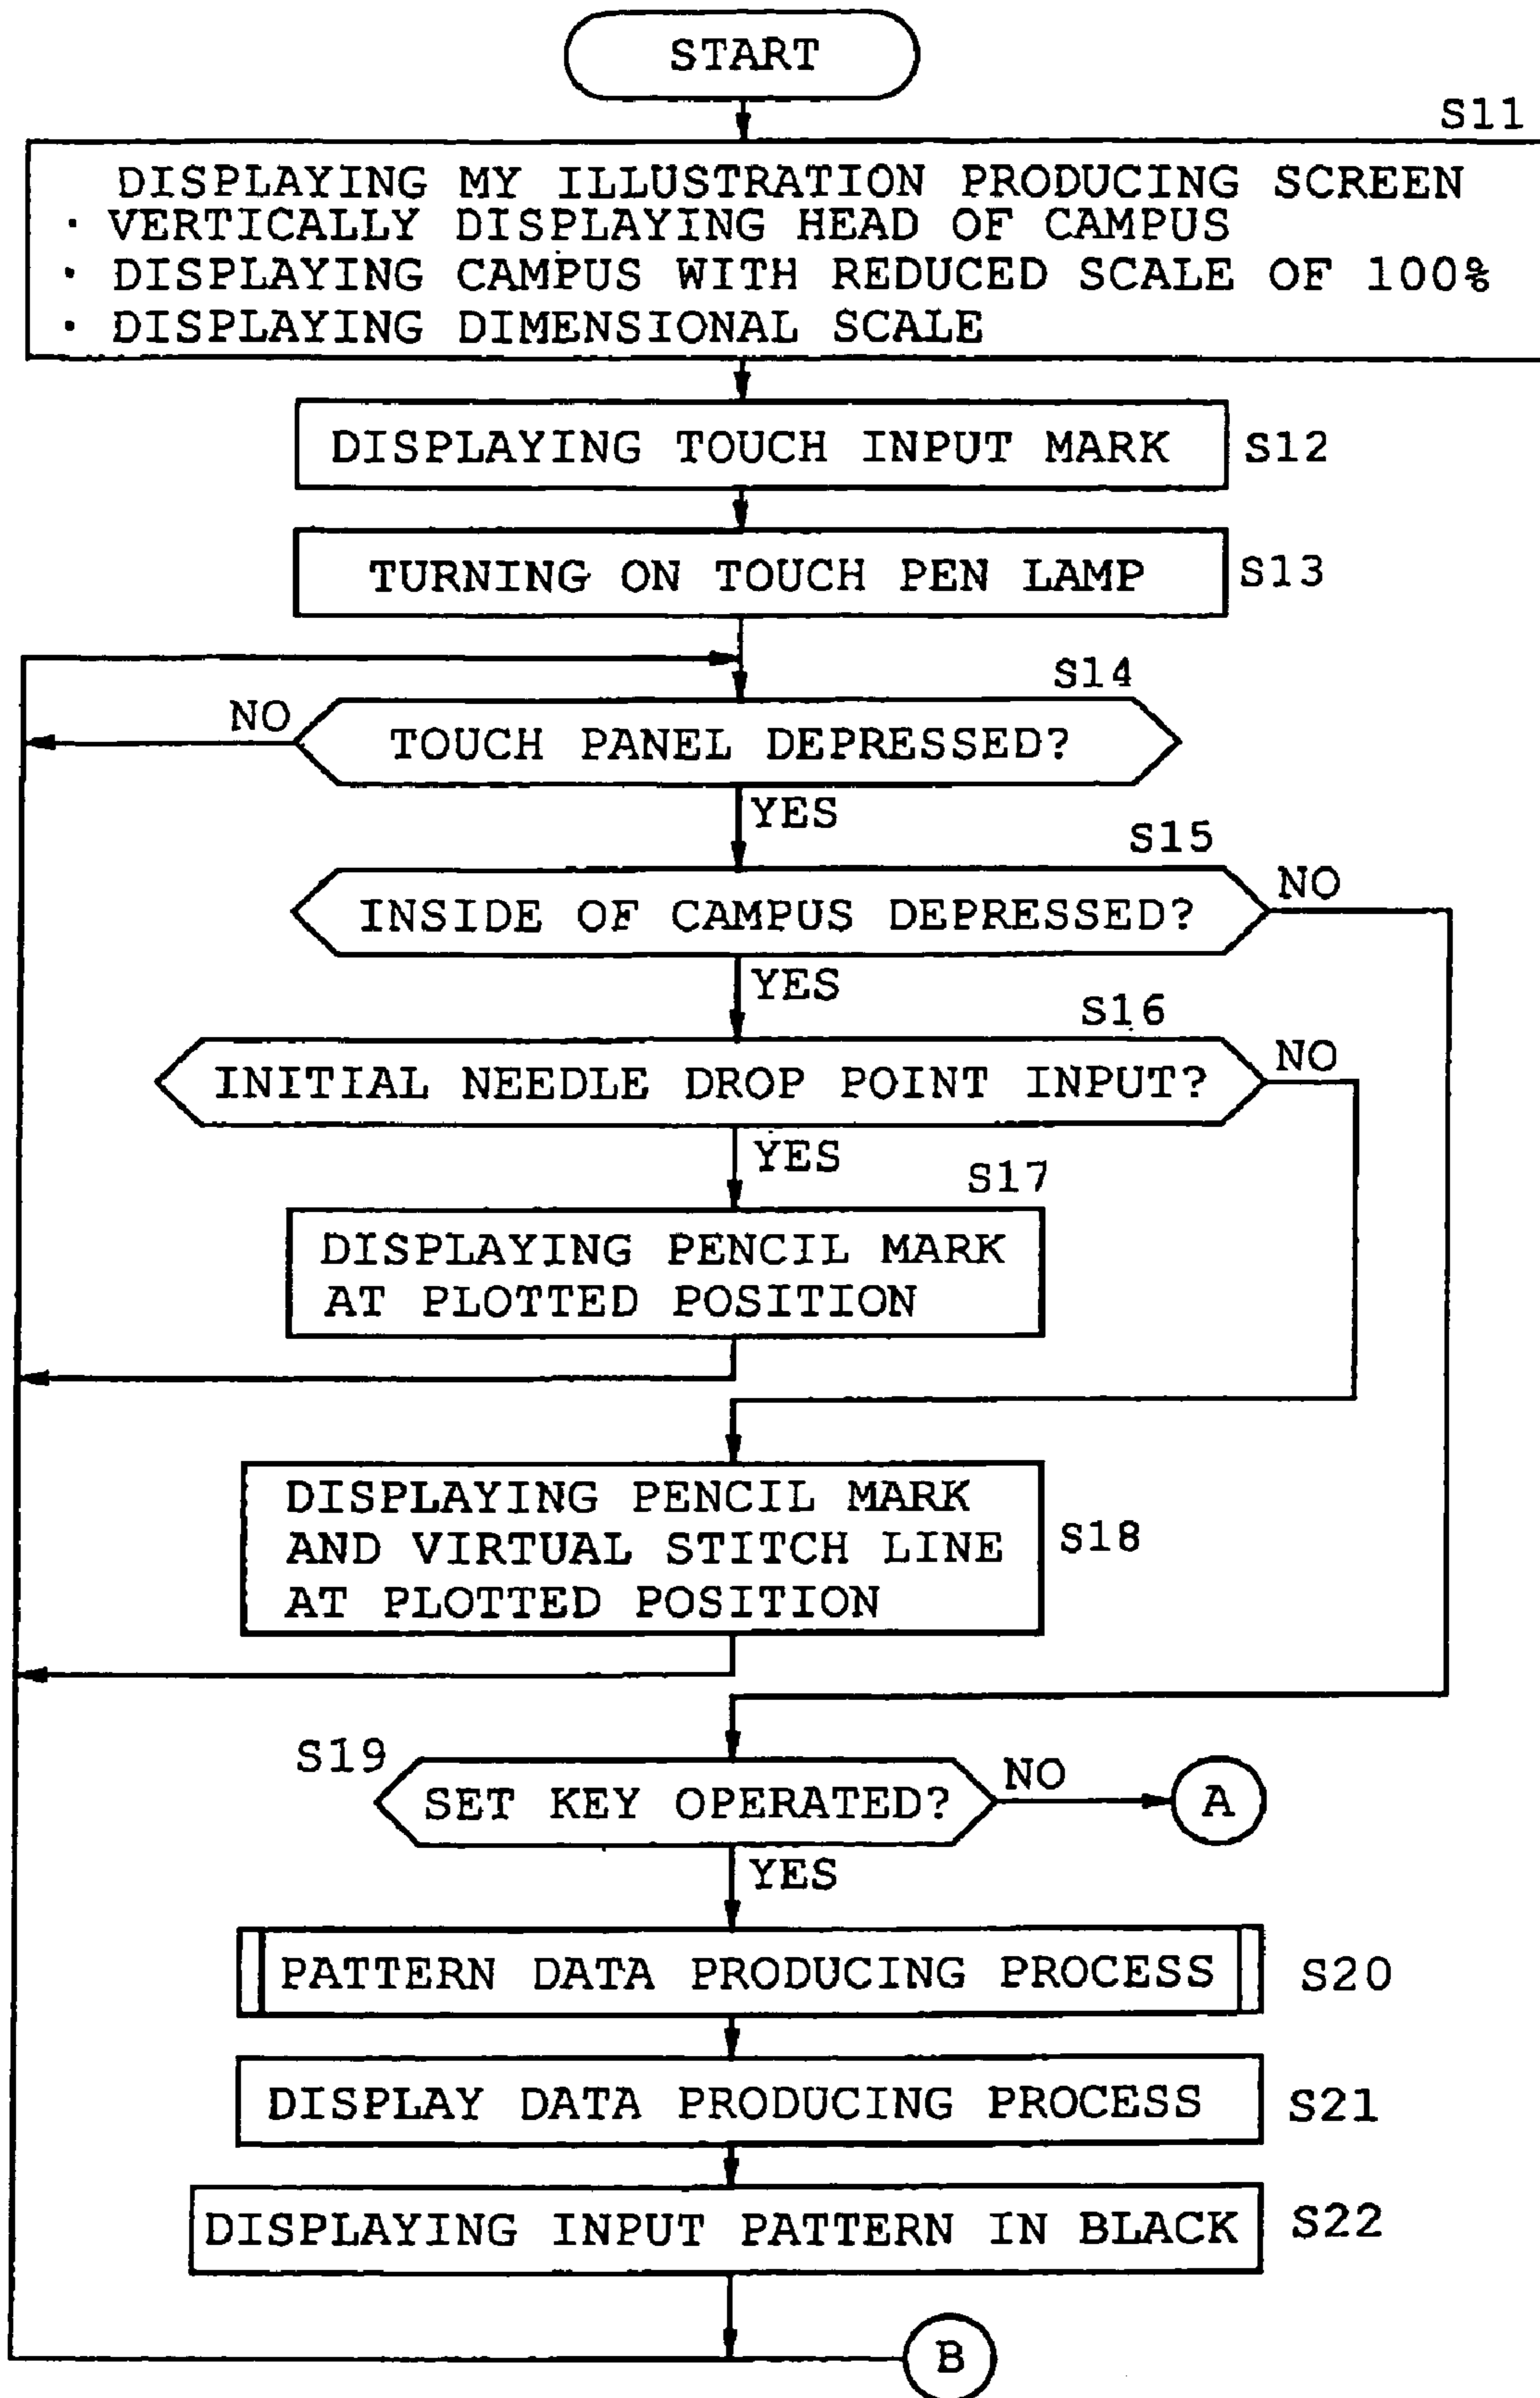 START
S11
DISPLAYING MY ILLUSTRATION PRODUCING SCREEN
· VERTICALLY DISPLAYING HEAD OF CAMPUS
· DISPLAYING CAMPUS WITH REDUCED SCALE OF 100%
· DISPLAYING DIMENSIONAL SCALE
DISPLAYING TOUCH INPUT MARK S12
TURNING ON TOUCH PEN LAMP S13
S14
NO
TOUCH PANEL DEPRESSED?
YES
S15
INSIDE OF CAMPUS DEPRESSED?
NO
YES
S16
INITIAL NEEDLE DROP POINT INPUT?
NO
YES
S17
DISPLAYING PENCIL MARK
AT PLOTTED POSITION
DISPLAYING PENCIL MARK
AND VIRTUAL STITCH LINE
AT PLOTTED POSITION
S18
S19
SET KEY OPERATED?
NO
A
YES
PATTERN DATA PRODUCING PROCESS S20
DISPLAY DATA PRODUCING PROCESS S21
DISPLAYING INPUT PATTERN IN BLACK S22
B